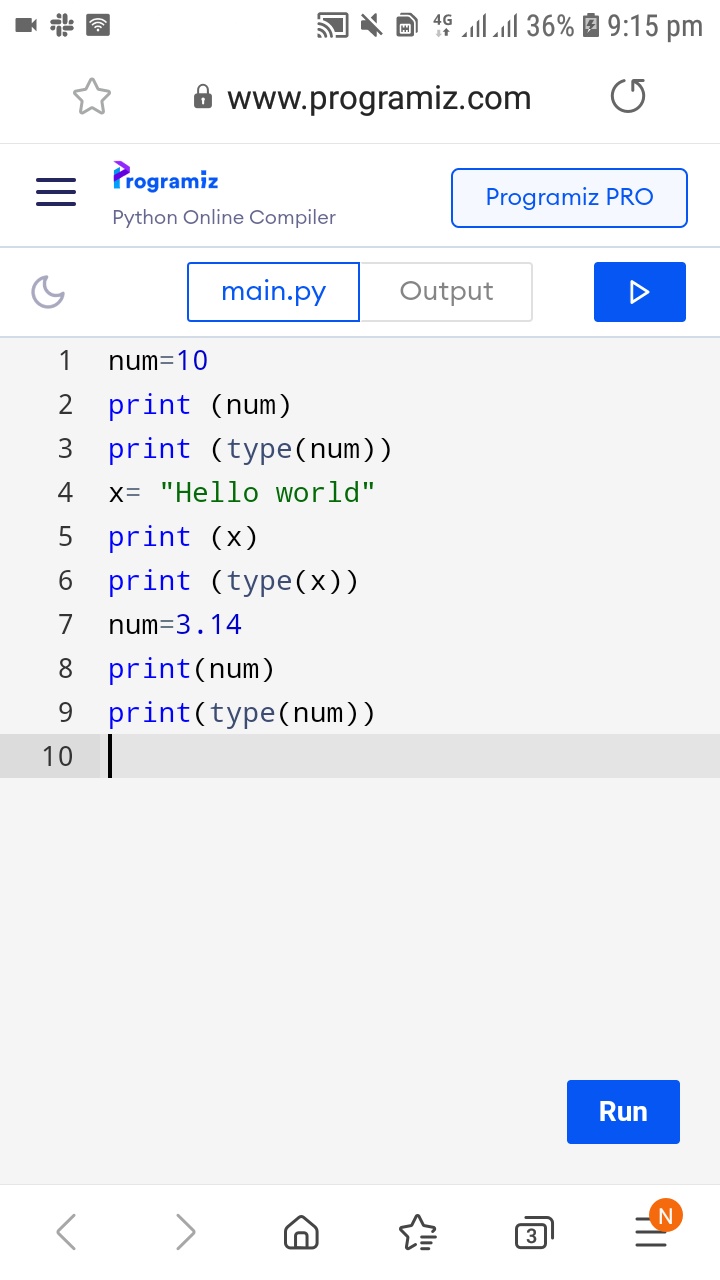 4G 36% 9:15 pm
www.programiz.com
Programiz
Python Online Compiler
Programiz PRO
main.py Output
1 num=10
2 print (num)
3 print (type(num))
4 x= "Hello world"
5 print (x)
6 print (type(x))
7 num=3.14
8 print(num)
9 print(type(num))
10
Run
3 N